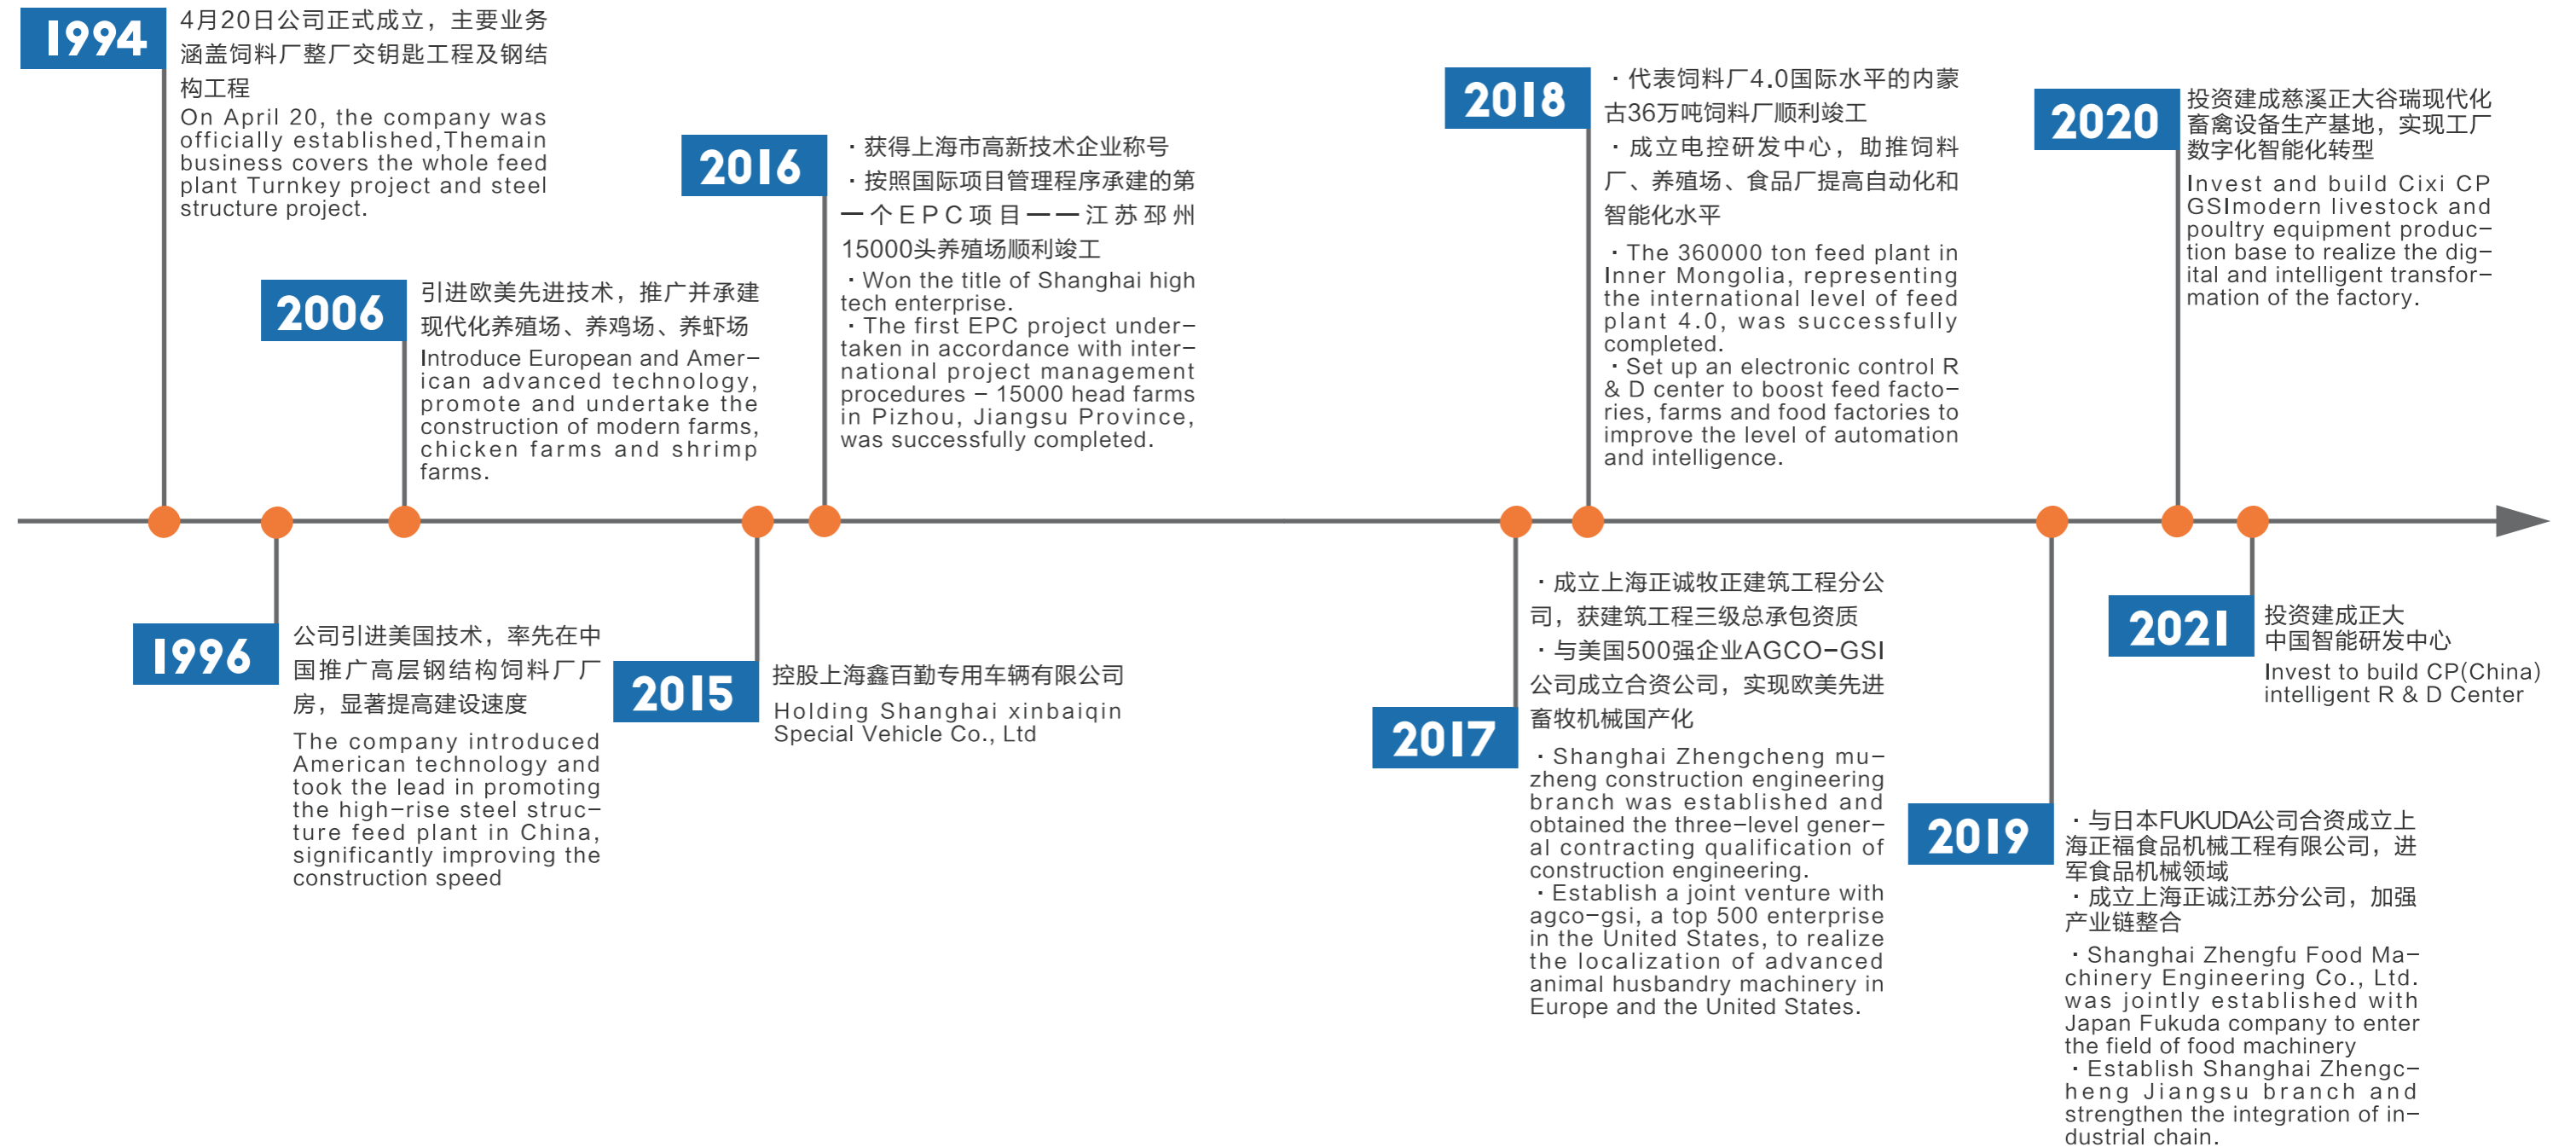 1994
4月20日公司正式成立，主要业务
涵盖饲料厂整厂交钥匙工程及钢结
构工程
On April 20, the company was
officially established,Themain
business covers the whole feed
plant Turnkey project and steel
structure project.
1996
公司引进美国技术，率先在中
国推广高层钢结构饲料厂厂
房，显著提高建设速度
The company introduced
American technology and
took the lead in promoting
the high-rise steel struc-
ture feed plant in China,
significantly improving the
construction speed
2006
引进欧美先进技术，推广并承建
现代化养殖场、养鸡场、养虾场
Introduce European and Amer-
ican advanced technology,
promote and undertake the
construction of modern farms,
chicken farms and shrimp
farms.
2015
控股上海鑫百勤专用车辆有限公司
Holding Shanghai xinbaiqin
Special Vehicle Co., Ltd
2016
· 获得上海市高新技术企业称号
· 按照国际项目管理程序承建的第
一个EPC项目——江苏邳州
15000头养殖场顺利竣工
· Won the title of Shanghai high
tech enterprise.
· The first EPC project under-
taken in accordance with inter-
national project management
procedures - 15000 head farms
in Pizhou, Jiangsu Province,
was successfully completed.
2017
· 成立上海正诚牧正建筑工程分公
司，获建筑工程三级总承包资质
· 与美国500强企业AGCO-GSI
公司成立合资公司，实现欧美先进
畜牧机械国产化
· Shanghai Zhengcheng mu-
zheng construction engineering
branch was established and
obtained the three-level gener-
al contracting qualification of
construction engineering.
· Establish a joint venture with
agco-gsi, a top 500 enterprise
in the United States, to realize
the localization of advanced
animal husbandry machinery in
Europe and the United States.
2018
· 代表饲料厂4.0国际水平的内蒙
古36万吨饲料厂顺利竣工
· 成立电控研发中心，助推饲料
厂、养殖场、食品厂提高自动化和
智能化水平
· The 360000 ton feed plant in
Inner Mongolia, representing
the international level of feed
plant 4.0, was successfully
completed.
· Set up an electronic control R
& D center to boost feed facto-
ries, farms and food factories to
improve the level of automation
and intelligence.
2019
· 与日本FUKUDA公司合资成立上
海正福食品机械工程有限公司，进
军食品机械领域
· 成立上海正诚江苏分公司，加强
产业链整合
· Shanghai Zhengfu Food Ma-
chinery Engineering Co., Ltd.
was jointly established with
Japan Fukuda company to enter
the field of food machinery
· Establish Shanghai Zhengc-
heng Jiangsu branch and
strengthen the integration of in-
dustrial chain.
2020
投资建成慈溪正大谷瑞现代化
畜禽设备生产基地，实现工厂
数字化智能化转型
Invest and build Cixi CP
GSImodern livestock and
poultry equipment produc-
tion base to realize the dig-
ital and intelligent transfor-
mation of the factory.
2021
投资建成正大
中国智能研发中心
Invest to build CP(China)
intelligent R & D Center